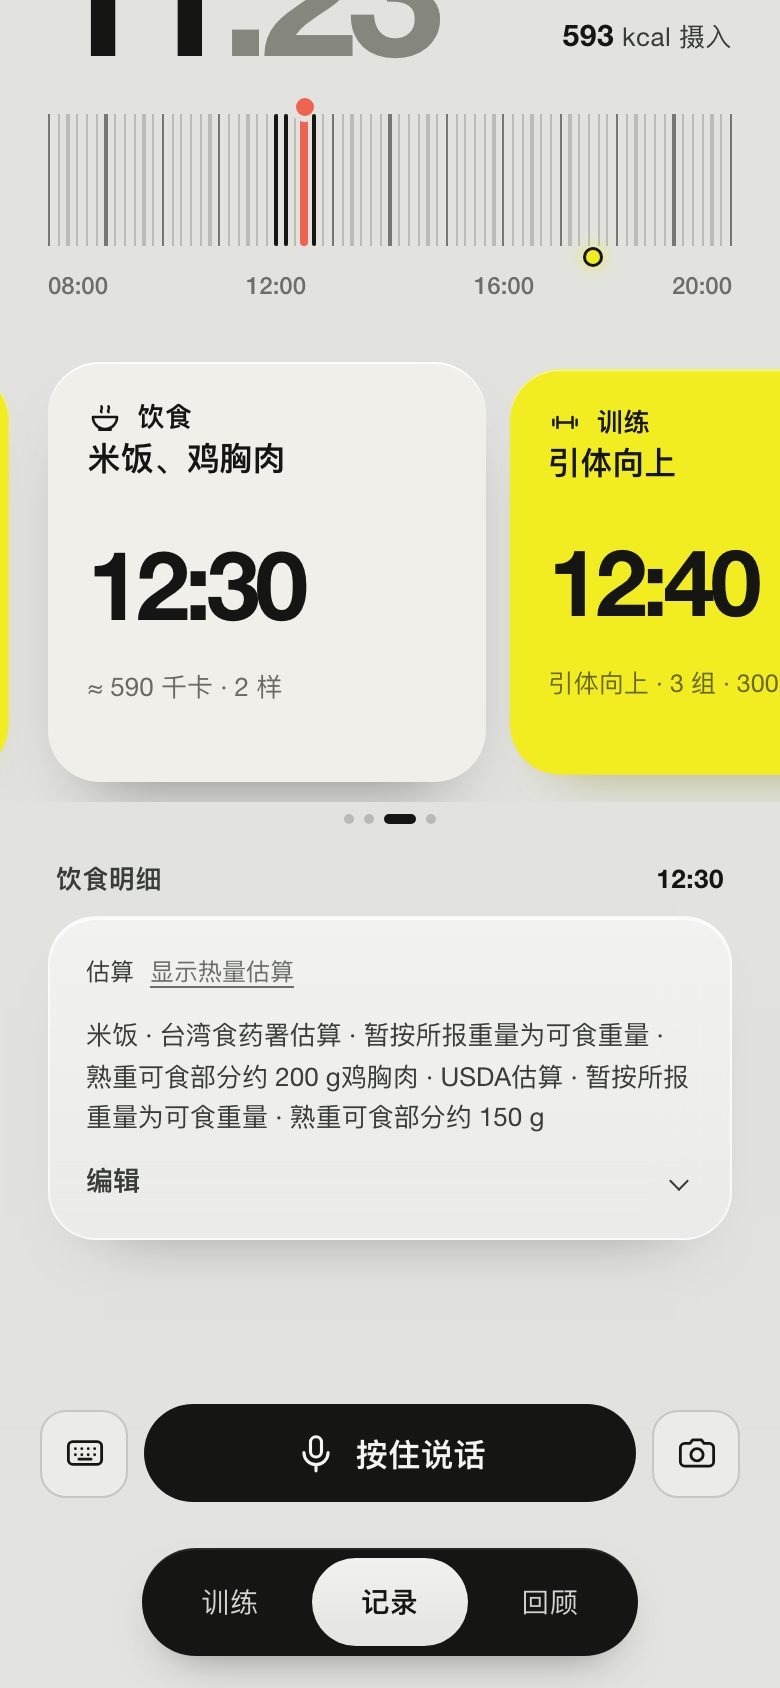 11.23
593 kcal 摄入
08:00 12:00 16:00 20:00
饮食
米饭、鸡胸肉
12:30
≈ 590 千卡 · 2 样
训练
引体向上
12:40
引体向上 · 3 组 · 300
饮食明细 12:30
估算 显示热量估算
米饭 · 台湾食药署估算 · 暂按所报重量为可食重量 ·
熟重可食部分约 200 g鸡胸肉 · USDA估算 · 暂按所报
重量为可食重量 · 熟重可食部分约 150 g
编辑
按住说话
训练 记录 回顾